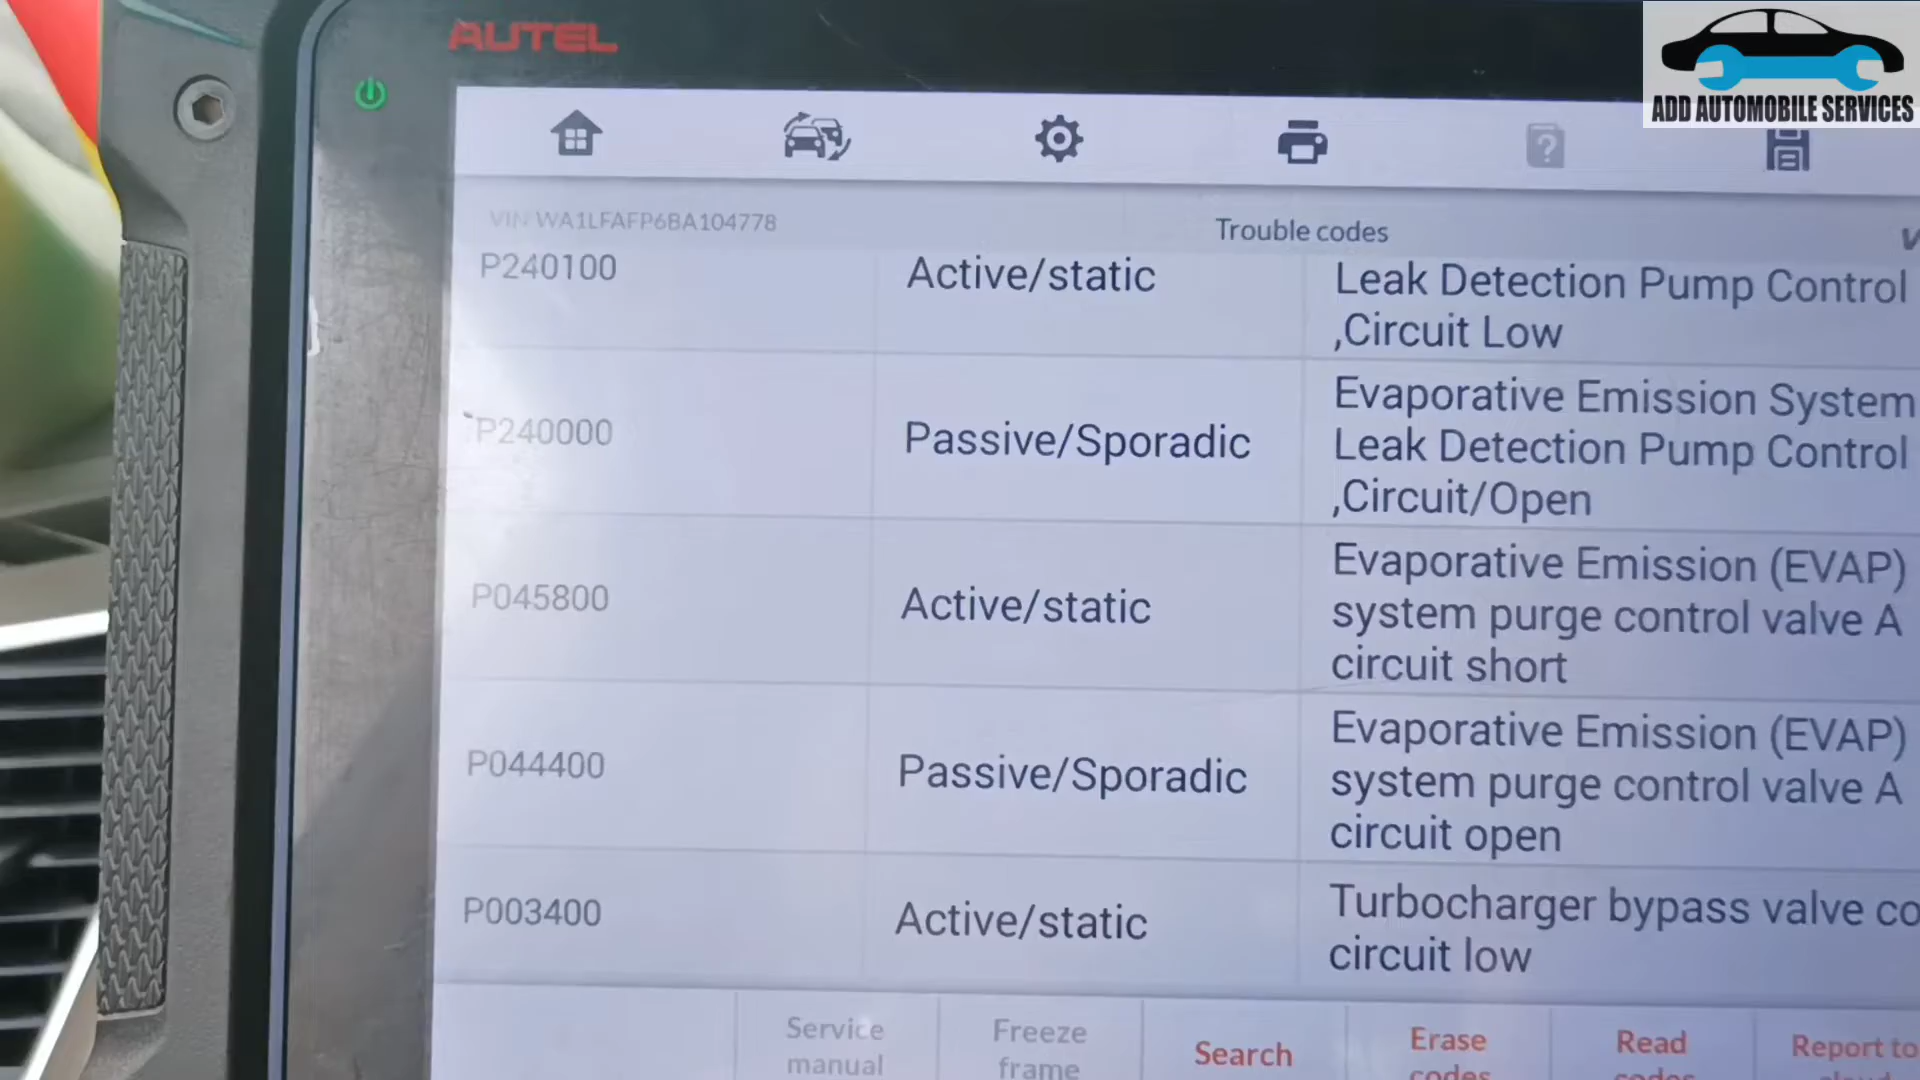 AUTEL
ADD AUTOMOBILE SERVICES
VIN WA1LFAFP6BA104778
Trouble codes
P240100
Active/static
Leak Detection Pump Control
,Circuit Low
P240000
Passive/Sporadic
Evaporative Emission System
Leak Detection Pump Control
,Circuit/Open
P045800
Active/static
Evaporative Emission (EVAP)
system purge control valve A
circuit short
P044400
Passive/Sporadic
Evaporative Emission (EVAP)
system purge control valve A
circuit open
P003400
Active/static
Turbocharger bypass valve co
circuit low
Service
manual
Freeze
frame
Search
Erase
codes
Read
codes
Report to